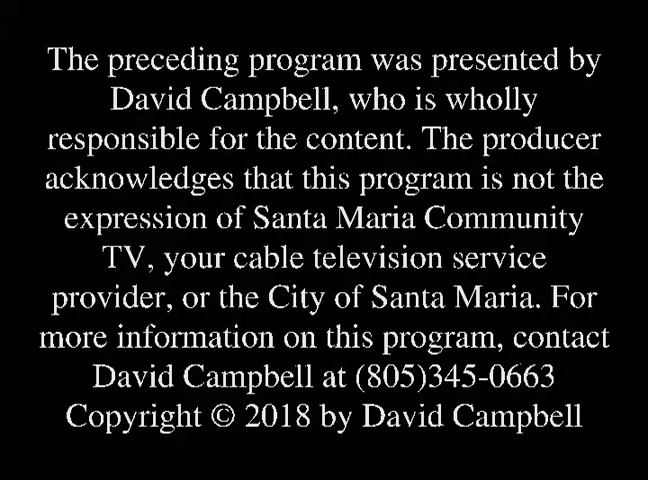 The preceding program was presented by
David Campbell, who is wholly
responsible for the content. The producer
acknowledges that this program is not the
expression of Santa Maria Community
TV, your cable television service
provider, or the City of Santa Maria. For
more information on this program, contact
David Campbell at (805)345-0663
Copyright © 2018 by David Campbell